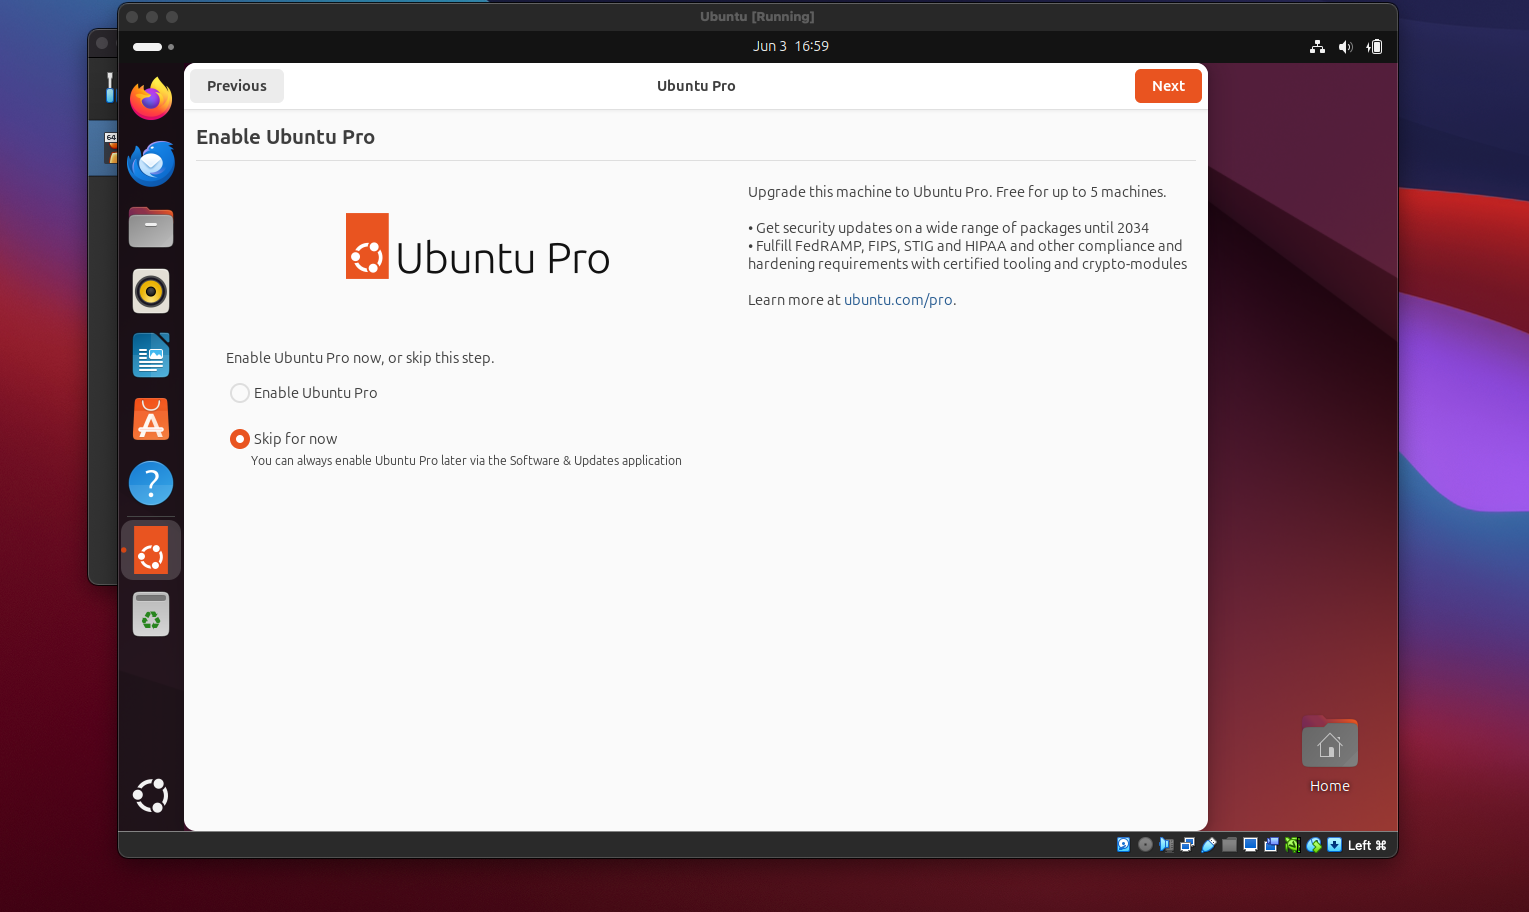 Ubuntu [Running]
Jun 3 16:59
Previous
Ubuntu Pro
Next
Enable Ubuntu Pro
Ubuntu Pro
Upgrade this machine to Ubuntu Pro. Free for up to 5 machines.
• Get security updates on a wide range of packages until 2034
• Fulfill FedRAMP, FIPS, STIG and HIPAA and other compliance and
hardening requirements with certified tooling and crypto-modules
Learn more at ubuntu.com/pro.
Enable Ubuntu Pro now, or skip this step.
Enable Ubuntu Pro
Skip for now
You can always enable Ubuntu Pro later via the Software & Updates application
64
A
?
Home
Left ⌘